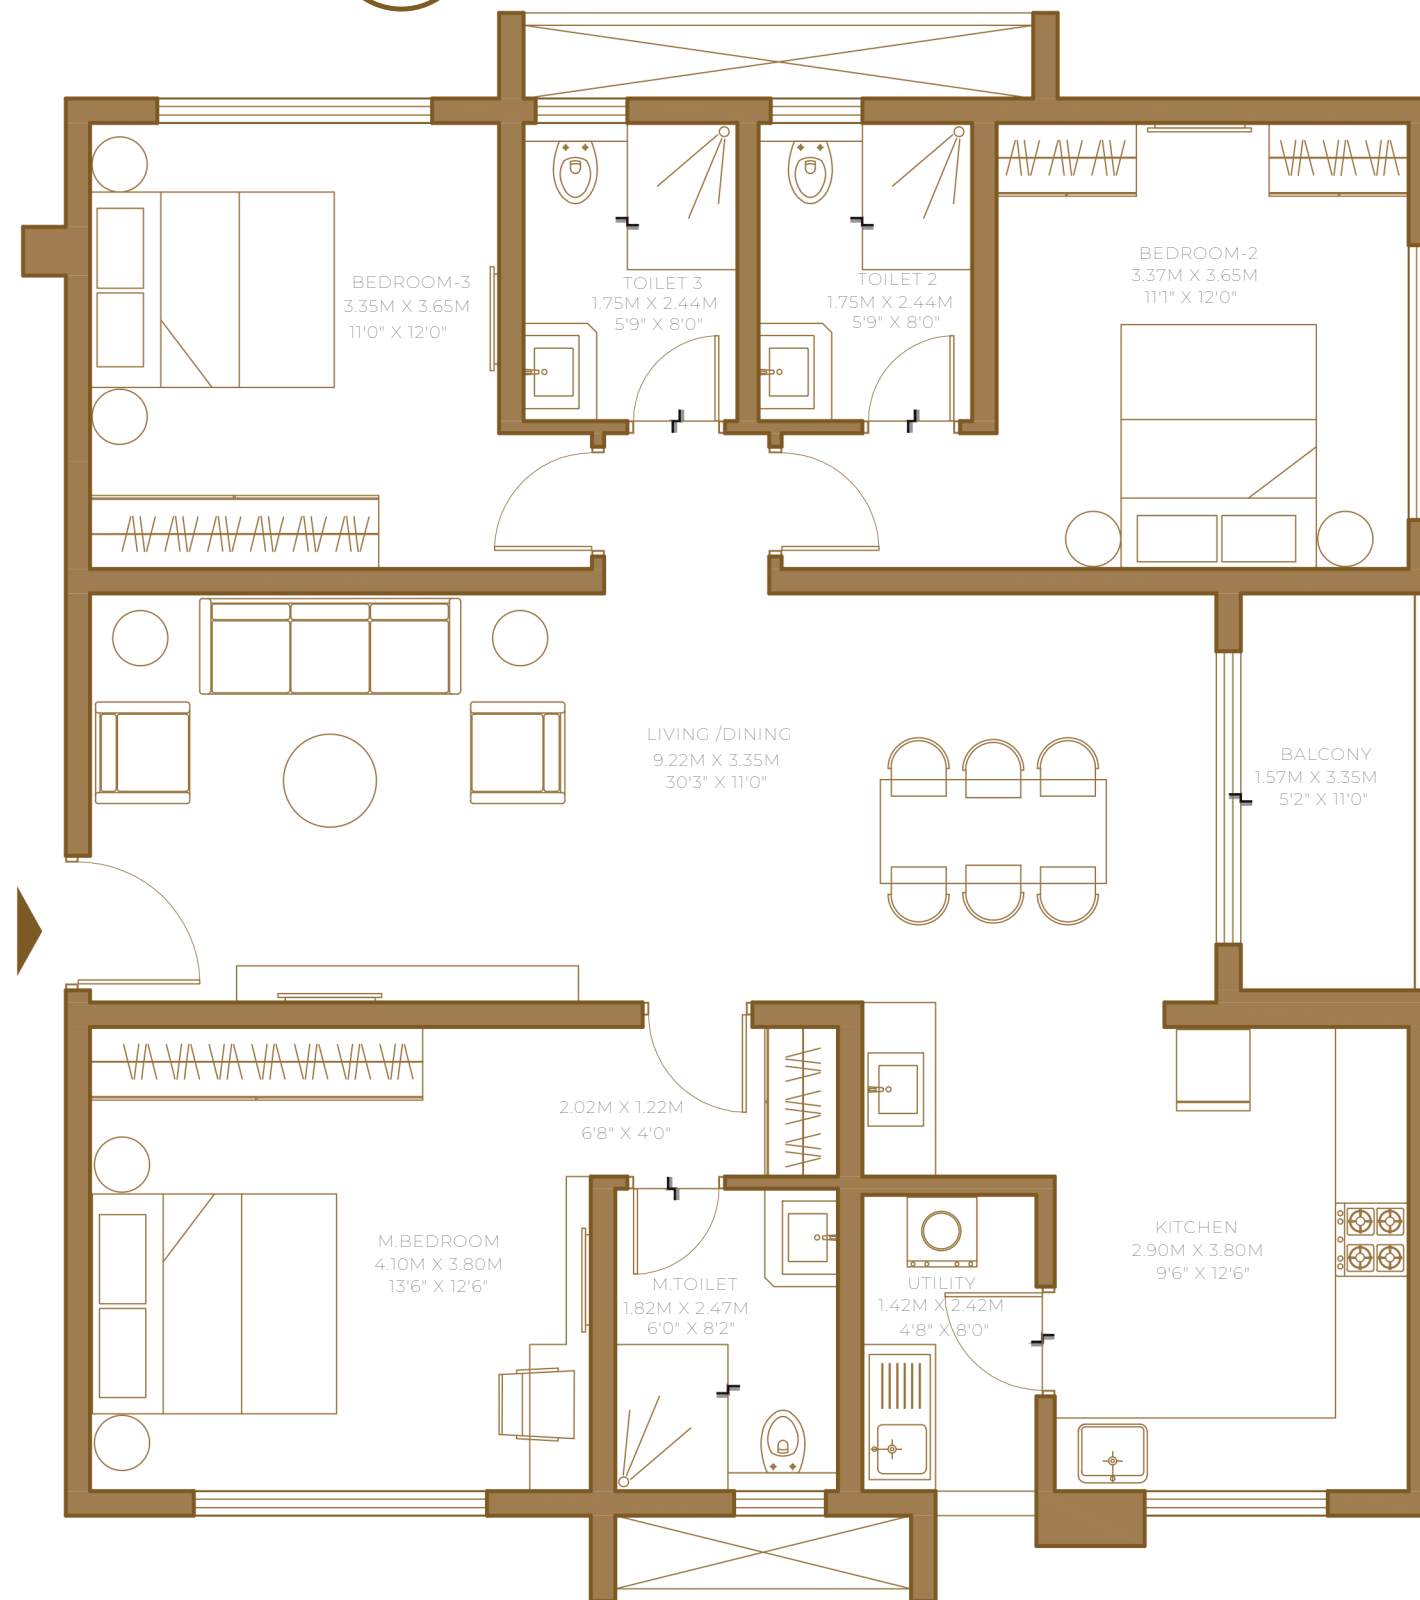 BEDROOM-3
3.35M X 3.65M
11'0" X 12'0"
TOILET 3
1.75M X 2.44M
5'9" X 8'0"
TOILET 2
1.75M X 2.44M
5'9" X 8'0"
BEDROOM-2
3.37M X 3.65M
11'1" X 12'0"
LIVING /DINING
9.22M X 3.35M
30'3" X 11'0"
BALCONY
1.57M X 3.35M
5'2" X 11'0"
2.02M X 1.22M
6'8" X 4'0"
M.BEDROOM
4.10M X 3.80M
13'6" X 12'6"
M.TOILET
1.82M X 2.47M
6'0" X 8'2"
UTILITY
1.42M X 2.42M
4'8" X 8'0"
KITCHEN
2.90M X 3.80M
9'6" X 12'6"